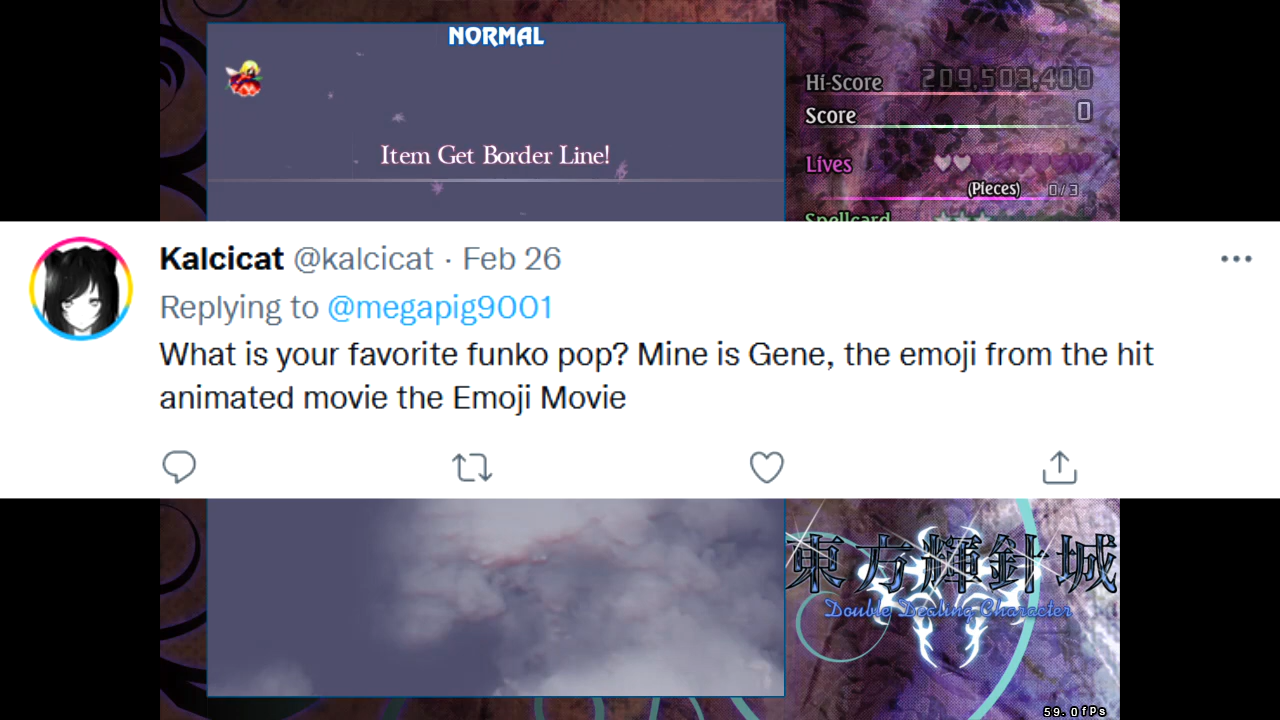 NORMAL
Hi-Score 209,503,400
Score 0
Item Get Border Line!
Lives
(Pieces) 0/3
Spellcard
Kalcicat @kalcicat · Feb 26
Replying to @megapig9001
What is your favorite funko pop? Mine is Gene, the emoji from the hit
animated movie the Emoji Movie
東方輝針城
Double Dealing Character
59.0fps